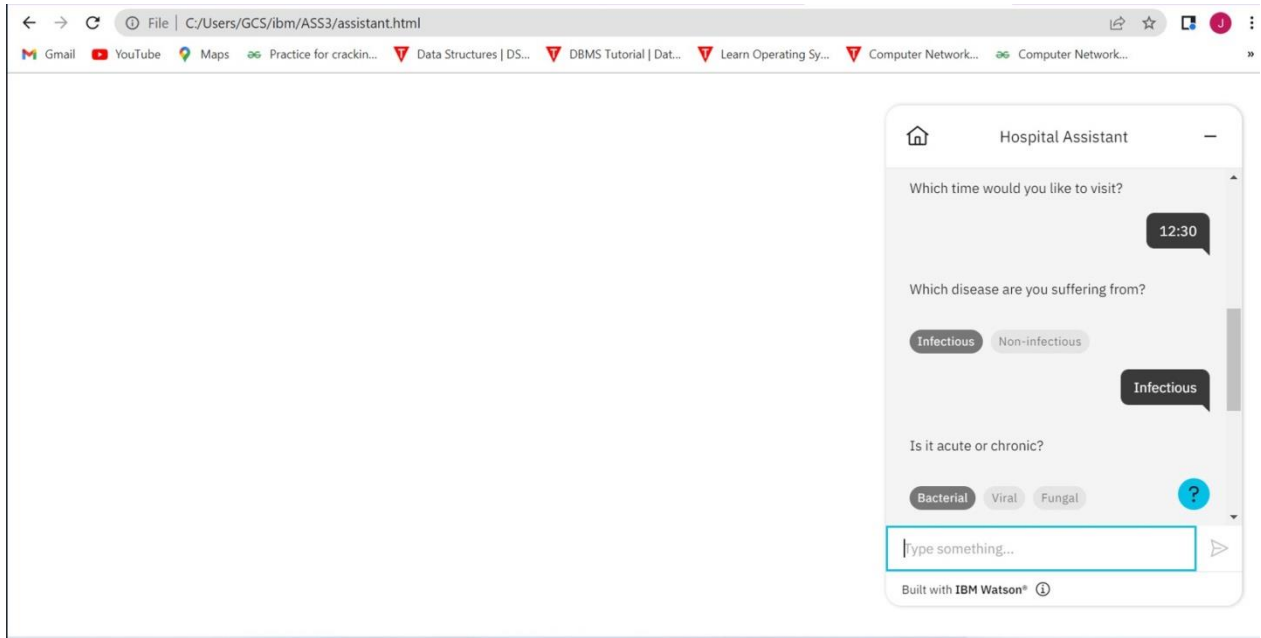 File | C:/Users/GCS/ibm/ASS3/assistant.html
J
Gmail YouTube Maps Practice for crackin... Data Structures | DS... DBMS Tutorial | Dat... Learn Operating Sy... Computer Network... Computer Network... »
Hospital Assistant
Which time would you like to visit?
12:30
Which disease are you suffering from?
Infectious Non-infectious
Infectious
Is it acute or chronic?
Bacterial Viral Fungal
?
Type something...
Built with IBM Watson®